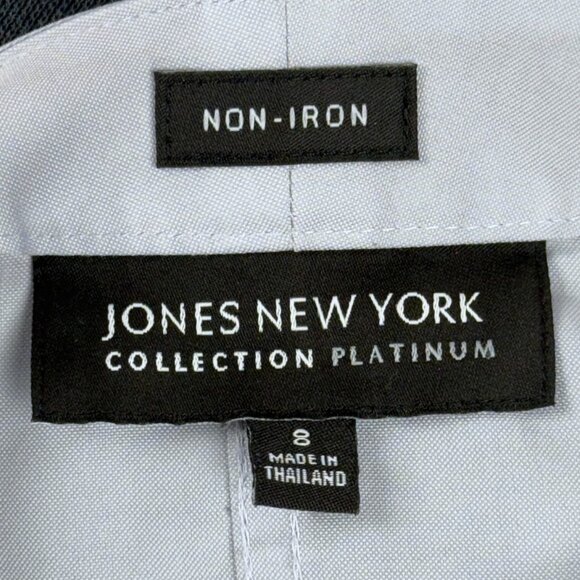 NON-IRON
JONES NEW YORK
COLLECTION PLATINUM
8
MADE IN
THAILAND